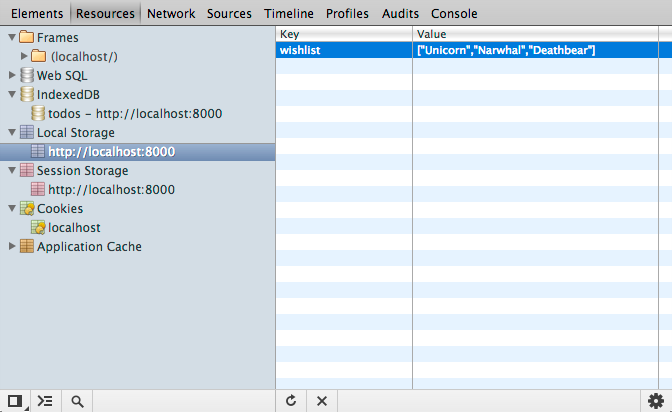 Elements Resources Network Sources Timeline Profiles Audits Console
Frames
(localhost/)
Web SQL
IndexedDB
todos – http://localhost:8000
Local Storage
http://localhost:8000
Session Storage
http://localhost:8000
Cookies
localhost
Application Cache
Key Value
wishlist ["Unicorn","Narwhal","Deathbear"]